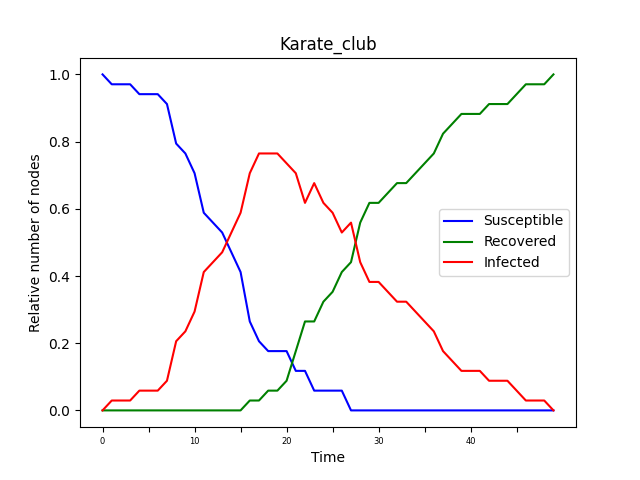 Karate_club
Relative number of nodes
1.0
0.8
0.6
0.4
0.2
0.0
Susceptible
Recovered
Infected
0 10 20 30 40
Time